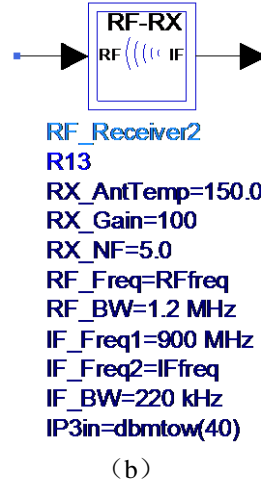 RF-RX
RF IF
RF_Receiver2
R13
RX_AntTemp=150.0
RX_Gain=100
RX_NF=5.0
RF_Freq=RFfreq
RF_BW=1.2 MHz
IF_Freq1=900 MHz
IF_Freq2=IFfreq
IF_BW=220 kHz
IP3in=dbmtow(40)
（b）